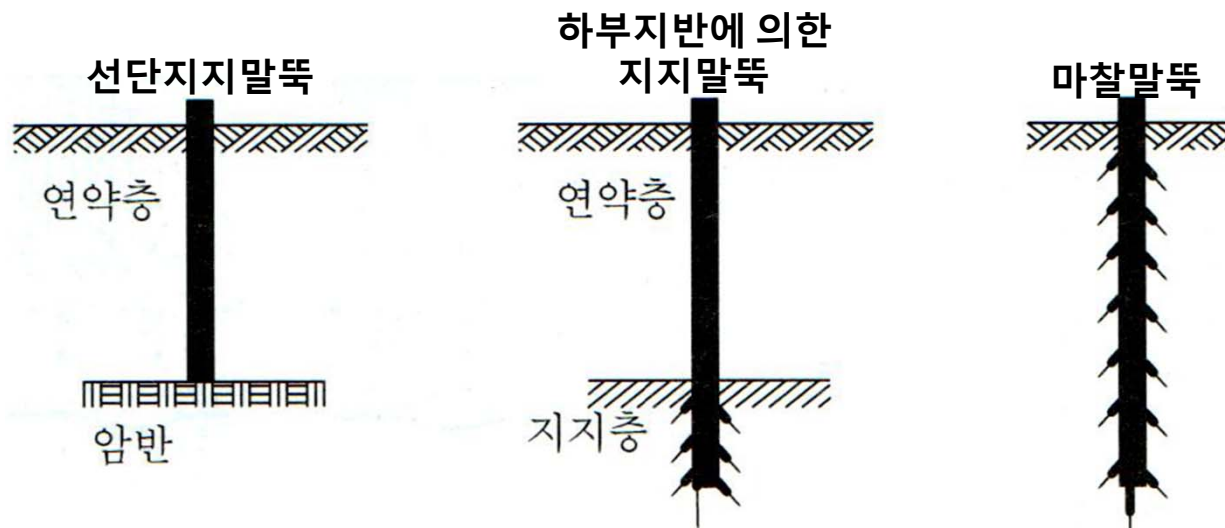 선단지지말뚝
하부지반에 의한
지지말뚝
마찰말뚝
연약층
연약층
암반
지지층